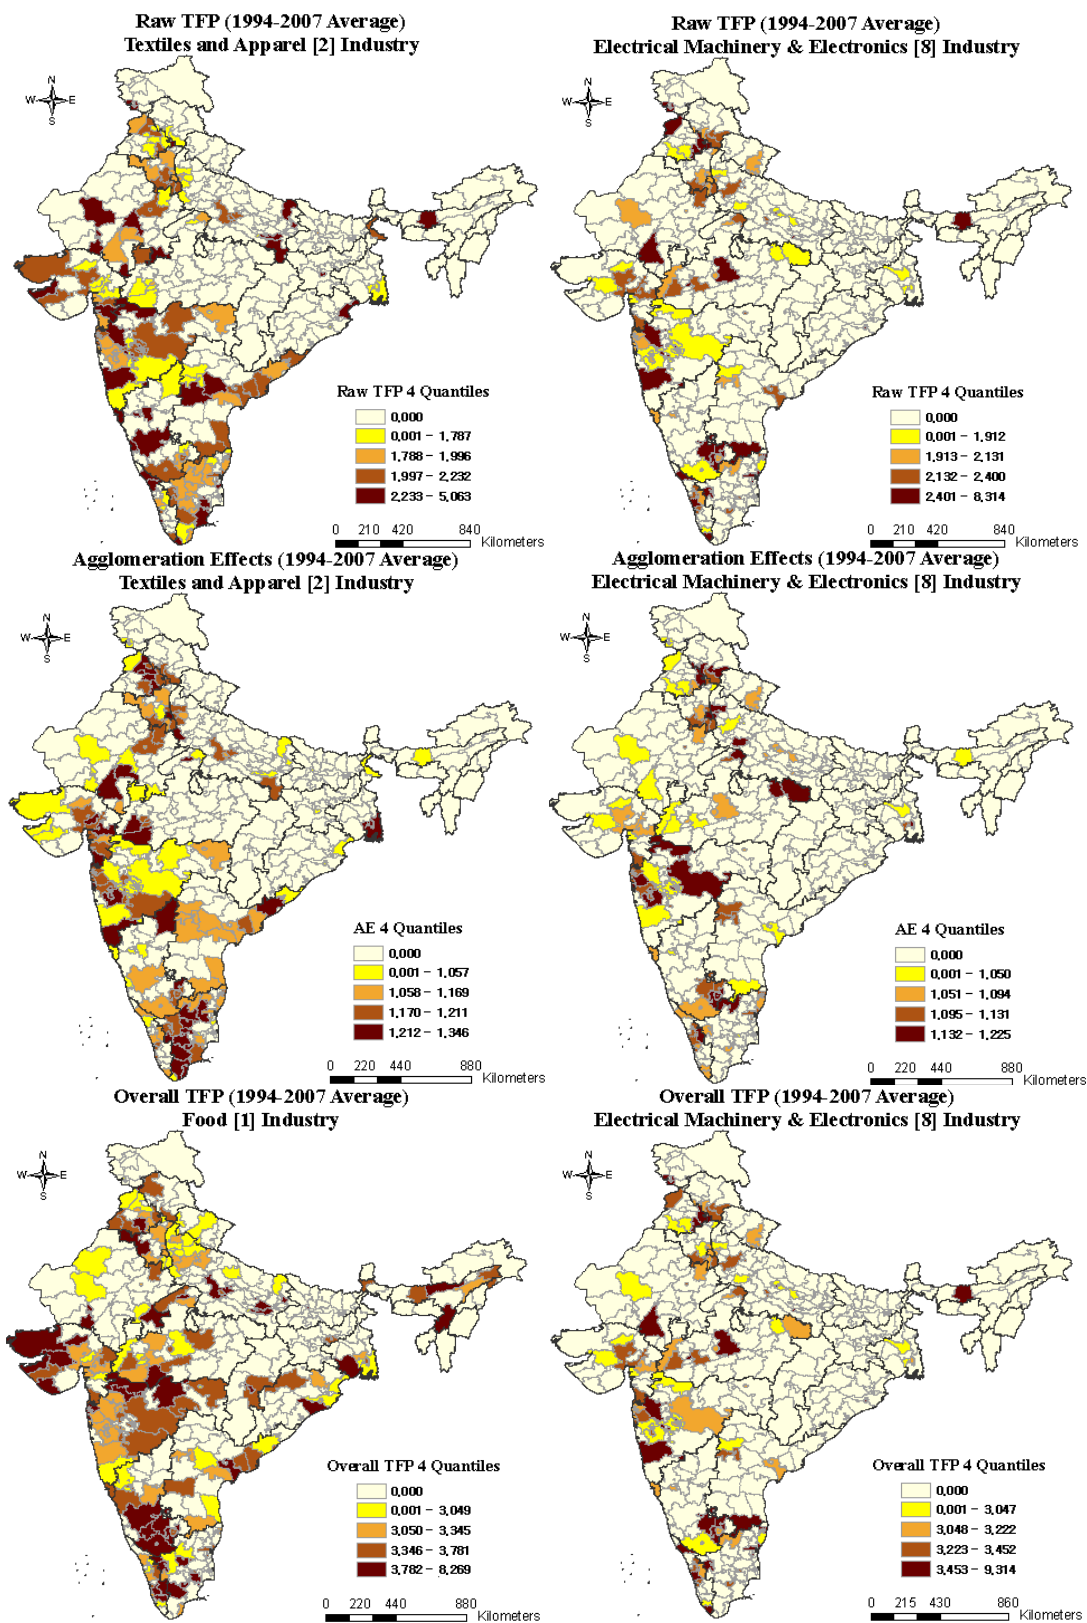 Raw TFP (1994-2007 Average)
Textiles and Apparel [2] Industry
N
W E
S
Raw TFP 4 Quantiles
0,000
0,001 - 1,787
1,788 - 1,996
1,997 - 2,232
2,233 - 5,063
0 210 420 840
Kilometers
Raw TFP (1994-2007 Average)
Electrical Machinery & Electronics [8] Industry
N
W E
S
Raw TFP 4 Quantiles
0,000
0,001 - 1,912
1,913 - 2,131
2,132 - 2,400
2,401 - 8,314
0 215 430 860
Kilometers
Agglomeration Effects (1994-2007 Average)
Textiles and Apparel [2] Industry
N
W E
S
AE 4 Quantiles
0,000
0,001 - 1,057
1,058 - 1,169
1,170 - 1,211
1,212 - 1,346
0 220 440 880
Kilometers
Agglomeration Effects (1994-2007 Average)
Electrical Machinery & Electronics [8] Industry
N
W E
S
AE 4 Quantiles
0,000
0,001 - 1,050
1,051 - 1,094
1,095 - 1,131
1,132 - 1,225
0 220 440 880
Kilometers
Overall TFP (1994-2007 Average)
Food [1] Industry
N
W E
S
Overall TFP 4 Quantiles
0,000
0,001 - 3,049
3,050 - 3,345
3,346 - 3,781
3,782 - 8,269
0 220 440 880
Kilometers
Overall TFP (1994-2007 Average)
Electrical Machinery & Electronics [8] Industry
N
W E
S
Overall TFP 4 Quantiles
0,000
0,001 - 3,047
3,048 - 3,222
3,223 - 3,452
3,453 - 9,314
0 215 430 860
Kilometers